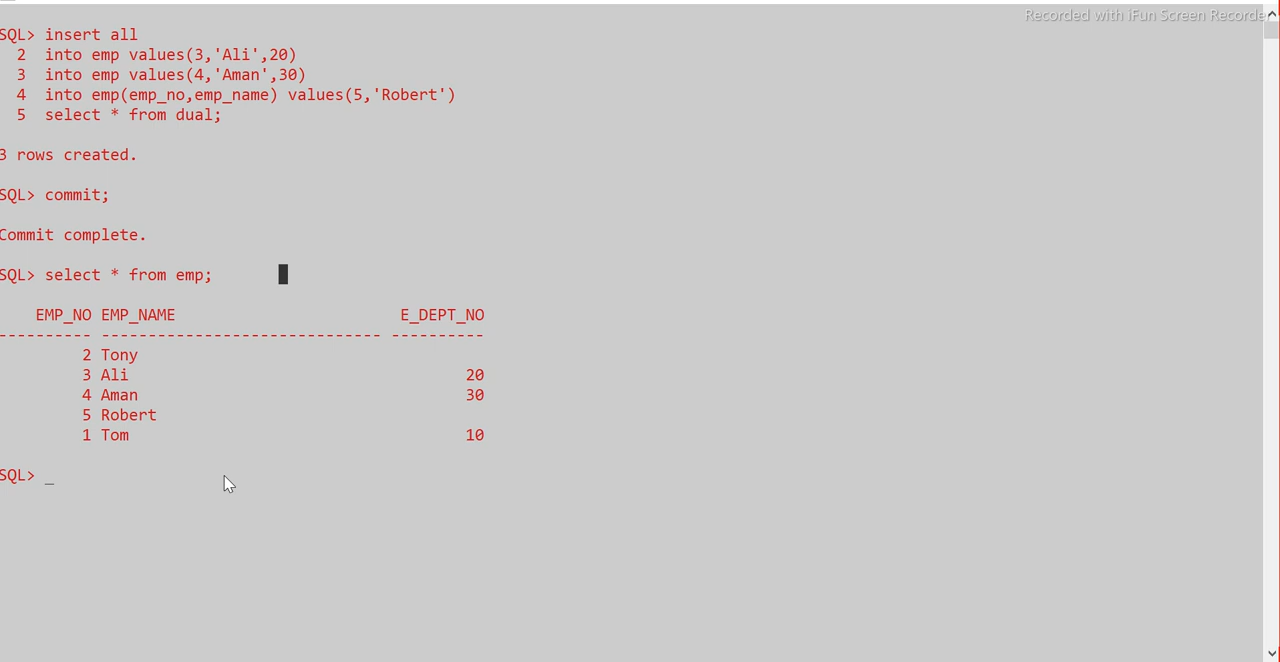 Recorded with iFun Screen Recorde
SQL> insert all
2 into emp values(3,'Ali',20)
3 into emp values(4,'Aman',30)
4 into emp(emp_no,emp_name) values(5,'Robert')
5 select * from dual;
3 rows created.
SQL> commit;
Commit complete.
SQL> select * from emp;
EMP_NO EMP_NAME E_DEPT_NO
---------- ------------------------------ ----------
2 Tony
3 Ali 20
4 Aman 30
5 Robert
1 Tom 10
SQL> _